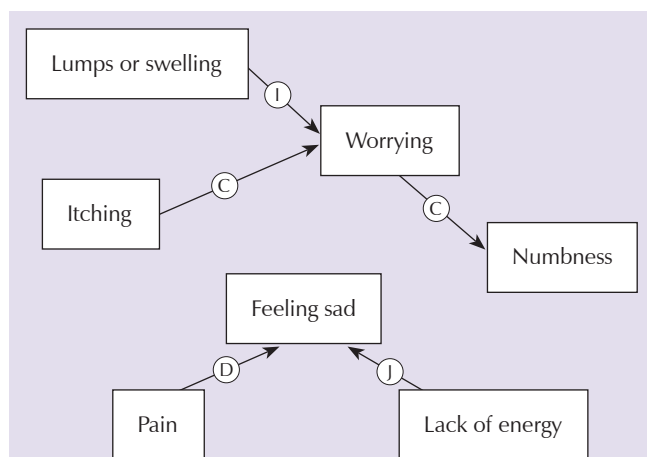 Lumps or swelling
I
Worrying
C
Itching
C
Numbness
Feeling sad
D
J
Pain
Lack of energy